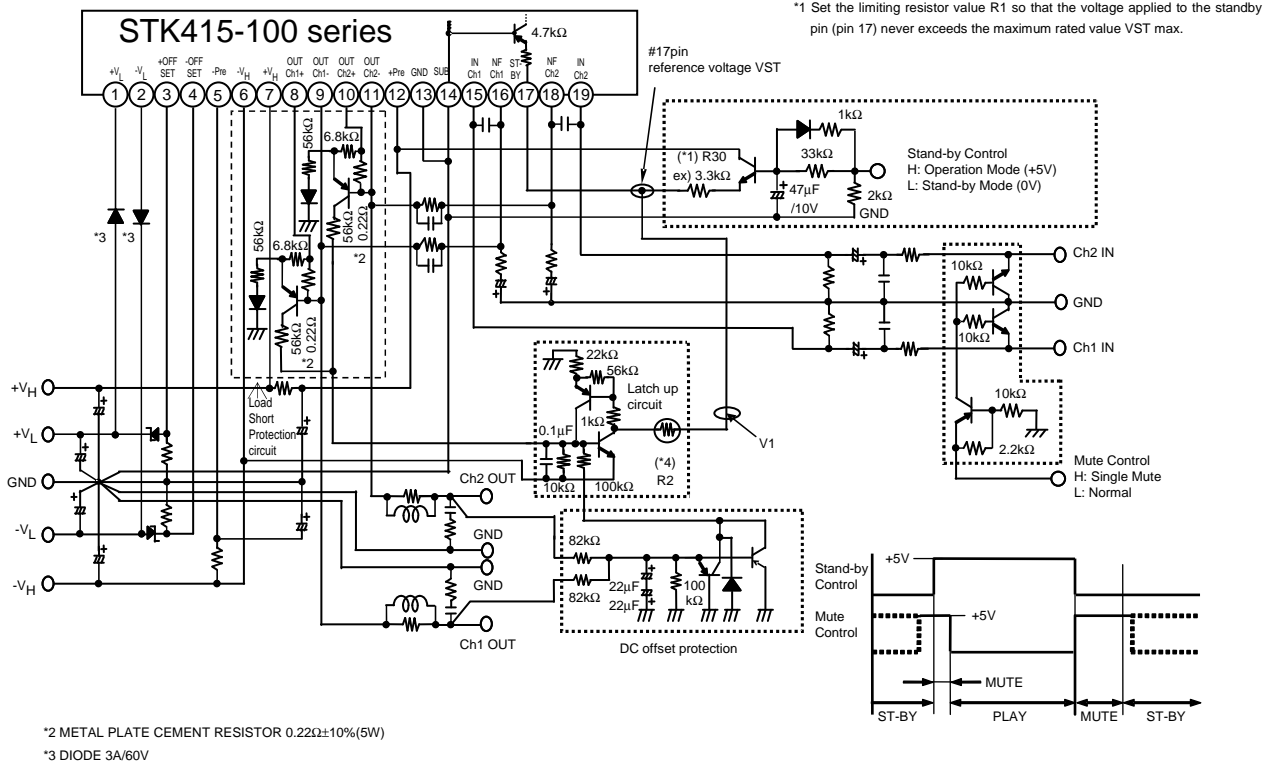 *1 Set the limiting resistor value R1 so that the voltage applied to the standby
pin (pin 17) never exceeds the maximum rated value VST max.
STK415-100 series
4.7kΩ
+VL
-VL
+OFF SET
-OFF SET
-Pre
-VH
+VH
OUT Ch1+
OUT Ch1-
OUT Ch2+
OUT Ch2-
+Pre
GND
SUB
IN Ch1
NF Ch1
ST-BY
NF Ch2
IN Ch2
1 2 3 4 5 6 7 8 9 10 11 12 13 14 15 16 17 18 19
#17pin
reference voltage VST
56kΩ
6.8kΩ
56kΩ
0.22Ω
*2
*3
*3
56kΩ
6.8kΩ
56kΩ
0.22Ω
*2
Load
Short
Protection
circuit
(*1) R30
ex) 3.3kΩ
1kΩ
33kΩ
47µF
/10V
2kΩ
GND
Stand-by Control
H: Operation Mode (+5V)
L: Stand-by Mode (0V)
Ch2 IN
10kΩ
GND
10kΩ
Ch1 IN
10kΩ
2.2kΩ
Mute Control
H: Single Mute
L: Normal
+VH
+VL
GND
-VL
-VH
22kΩ
56kΩ
Latch up
circuit
1kΩ
0.1µF
10kΩ
100kΩ
(*4)
R2
V1
Ch2 OUT
GND
GND
Ch1 OUT
82kΩ
82kΩ
22µF
22µF
100
kΩ
DC offset protection
Stand-by
Control
+5V
Mute
Control
+5V
MUTE
ST-BY
PLAY
MUTE
ST-BY
*2 METAL PLATE CEMENT RESISTOR 0.22Ω±10%(5W)
*3 DIODE 3A/60V